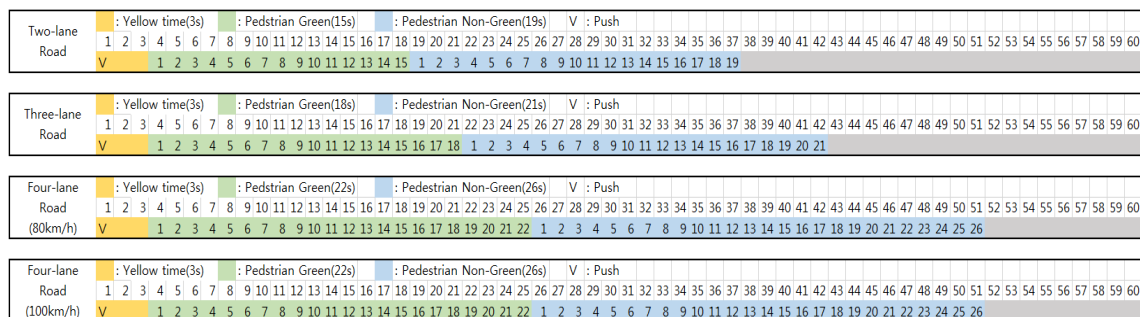 Two-lane Road
: Yellow time(3s) : Pedstrian Green(15s) : Pedestrian Non-Green(19s) V : Push
1 2 3 4 5 6 7 8 9 10 11 12 13 14 15 16 17 18 19 20 21 22 23 24 25 26 27 28 29 30 31 32 33 34 35 36 37 38 39 40 41 42 43 44 45 46 47 48 49 50 51 52 53 54 55 56 57 58 59 60
V 1 2 3 4 5 6 7 8 9 10 11 12 13 14 15 1 2 3 4 5 6 7 8 9 10 11 12 13 14 15 16 17 18 19
Three-lane Road
: Yellow time(3s) : Pedstrian Green(18s) : Pedestrian Non-Green(21s) V : Push
1 2 3 4 5 6 7 8 9 10 11 12 13 14 15 16 17 18 19 20 21 22 23 24 25 26 27 28 29 30 31 32 33 34 35 36 37 38 39 40 41 42 43 44 45 46 47 48 49 50 51 52 53 54 55 56 57 58 59 60
V 1 2 3 4 5 6 7 8 9 10 11 12 13 14 15 16 17 18 1 2 3 4 5 6 7 8 9 10 11 12 13 14 15 16 17 18 19 20 21
Four-lane Road (80km/h)
: Yellow time(3s) : Pedstrian Green(22s) : Pedestrian Non-Green(26s) V : Push
1 2 3 4 5 6 7 8 9 10 11 12 13 14 15 16 17 18 19 20 21 22 23 24 25 26 27 28 29 30 31 32 33 34 35 36 37 38 39 40 41 42 43 44 45 46 47 48 49 50 51 52 53 54 55 56 57 58 59 60
V 1 2 3 4 5 6 7 8 9 10 11 12 13 14 15 16 17 18 19 20 21 22 1 2 3 4 5 6 7 8 9 10 11 12 13 14 15 16 17 18 19 20 21 22 23 24 25 26
Four-lane Road (100km/h)
: Yellow time(3s) : Pedstrian Green(22s) : Pedestrian Non-Green(26s) V : Push
1 2 3 4 5 6 7 8 9 10 11 12 13 14 15 16 17 18 19 20 21 22 23 24 25 26 27 28 29 30 31 32 33 34 35 36 37 38 39 40 41 42 43 44 45 46 47 48 49 50 51 52 53 54 55 56 57 58 59 60
V 1 2 3 4 5 6 7 8 9 10 11 12 13 14 15 16 17 18 19 20 21 22 1 2 3 4 5 6 7 8 9 10 11 12 13 14 15 16 17 18 19 20 21 22 23 24 25 26